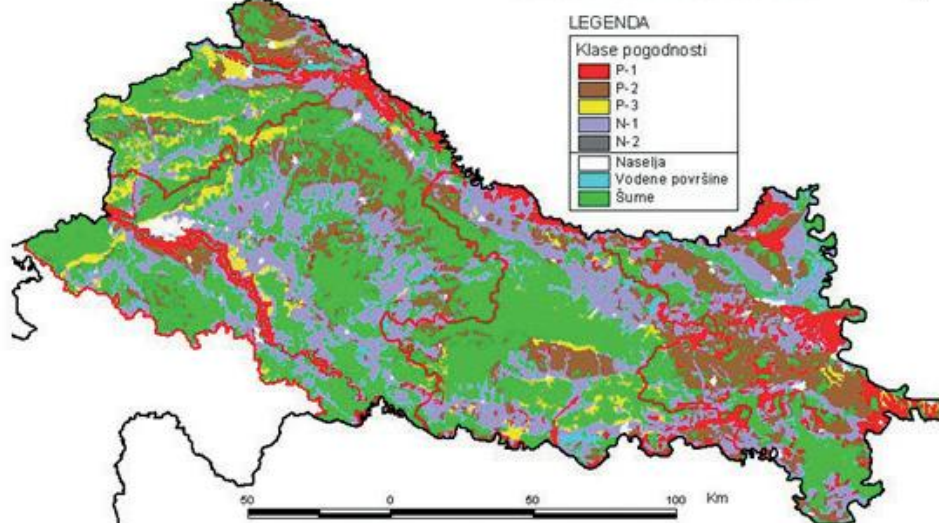 LEGENDA
Klase pogodnosti
P-1
P-2
P-3
N-1
N-2
Naselja
Vodene površine
Šume
50 0 50 100 Km